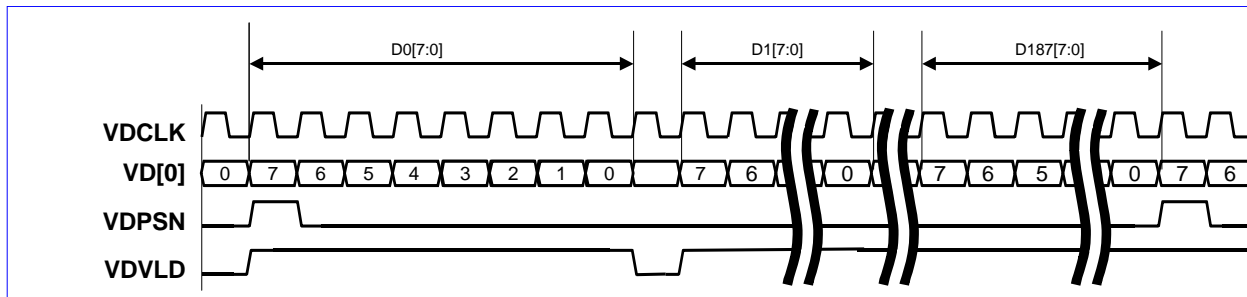 D0[7:0] D1[7:0] D187[7:0]
VDCLK
VD[0] 0 7 6 5 4 3 2 1 0 7 6 0 7 6 5 0 7 6
VDPSN
VDVLD